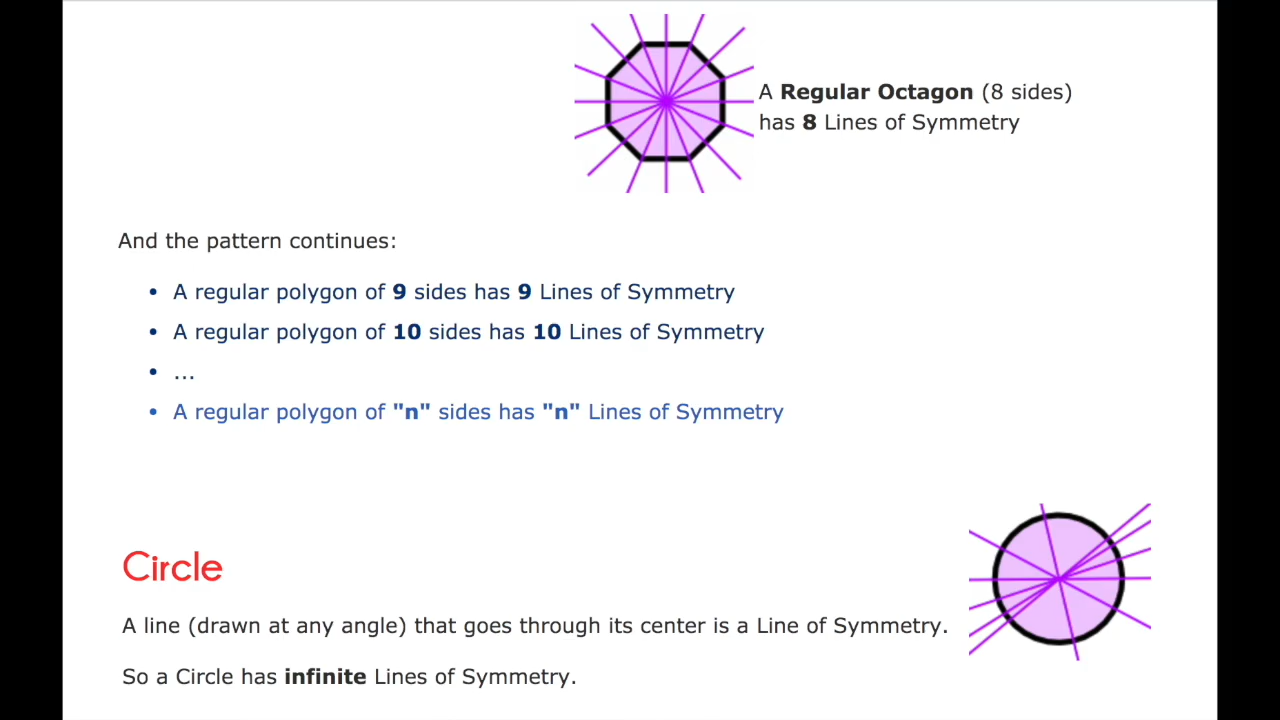 A Regular Octagon (8 sides)
has 8 Lines of Symmetry
And the pattern continues:
• A regular polygon of 9 sides has 9 Lines of Symmetry
• A regular polygon of 10 sides has 10 Lines of Symmetry
• ...
• A regular polygon of "n" sides has "n" Lines of Symmetry
Circle
A line (drawn at any angle) that goes through its center is a Line of Symmetry.
So a Circle has infinite Lines of Symmetry.